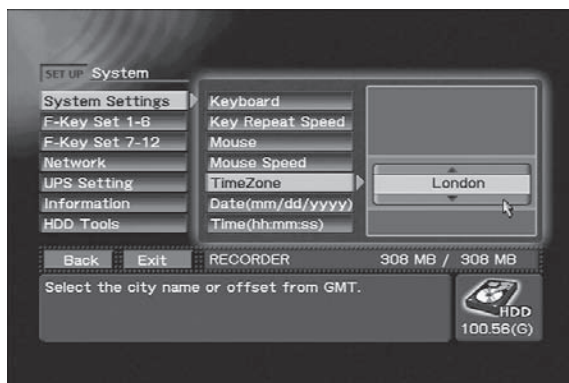 SET UP System
System Settings
F-Key Set 1-6
F-Key Set 7-12
Network
UPS Setting
Information
HDD Tools
Keyboard
Key Repeat Speed
Mouse
Mouse Speed
TimeZone
Date(mm/dd/yyyy)
Time(hh:mm:ss)
London
Back Exit RECORDER 308 MB / 308 MB
Select the city name or offset from GMT.
HDD
100.56(G)